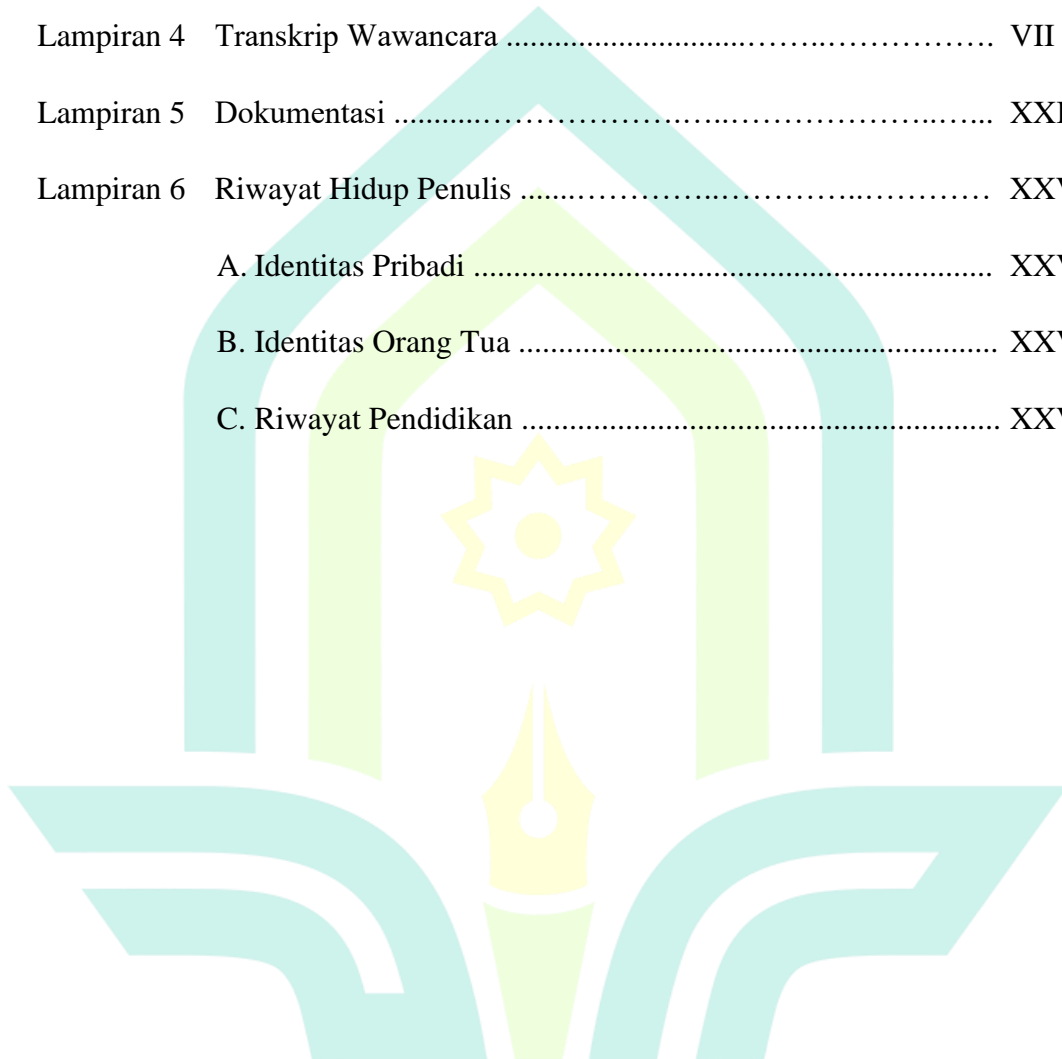 Lampiran 4 Transkrip Wawancara ............................……..……………. VII
Lampiran 5 Dokumentasi ...........…………………..……………….…... XXI
Lampiran 6 Riwayat Hidup Penulis .......…………..…………..………… XXV
A. Identitas Pribadi ................................................................. XXV
B. Identitas Orang Tua ............................................................ XXV
C. Riwayat Pendidikan ............................................................ XXV